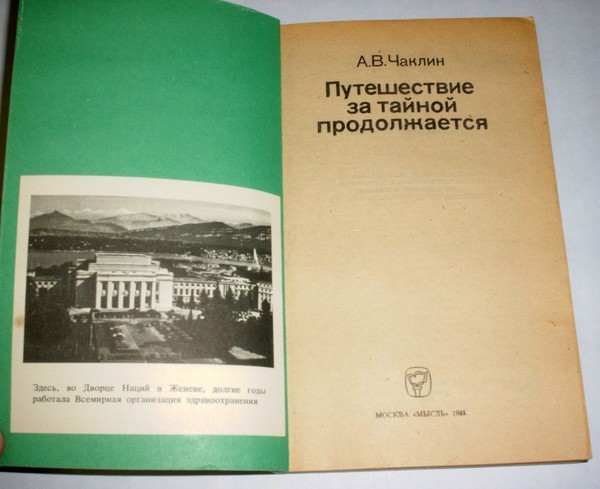 Здесь, во Дворце Наций в Женеве, долгие годы
работала Всемирная организация здравоохранения
А.В.Чаклин
Путешествие
за тайной
продолжается
МОСКВА «МЫСЛЬ» 1984